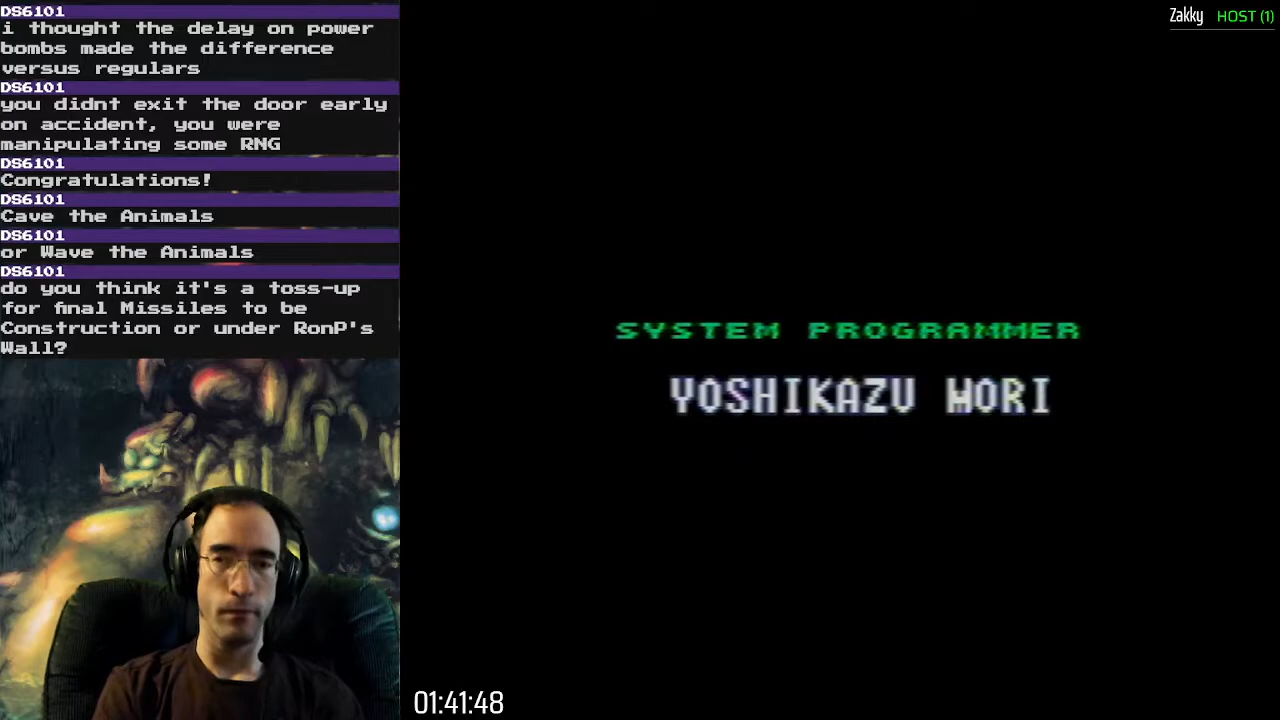 DS6101
i thought the delay on power
bombs made the difference
versus regulars
DS6101
you didnt exit the door early
on accident, you were
manipulating some RNG
DS6101
Congratulations!
DS6101
Cave the Animals
DS6101
or Wave the Animals
DS6101
do you think it's a toss-up
for final Missiles to be
Construction or under RonP's
Wall?
Zakky HOST (1)
SYSTEM PROGRAMMER
YOSHIKAZU MORI
01:41:48